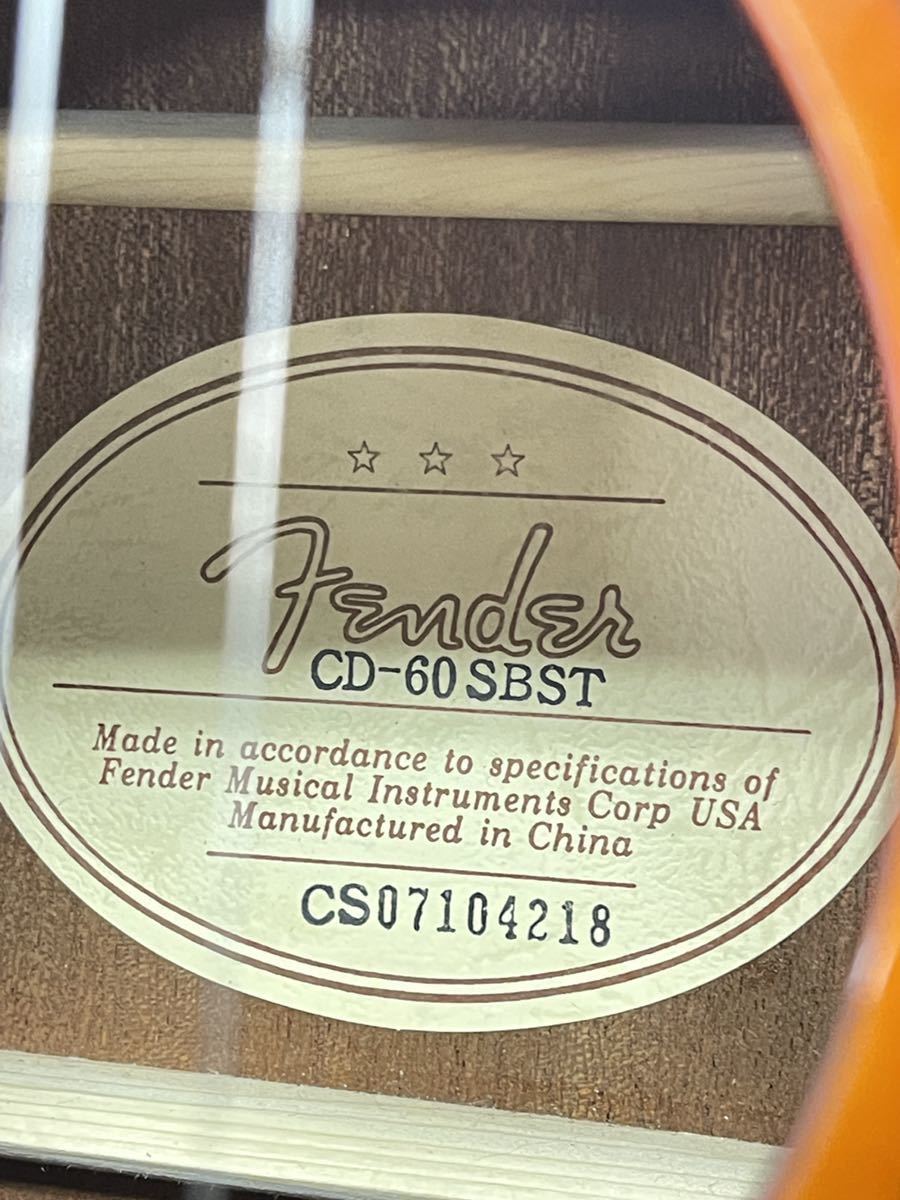 ☆ ☆ ☆
Fender
CD-60 SBST
Made in accordance to specifications of
Fender Musical Instruments Corp USA
Manufactured in China
CS07104218